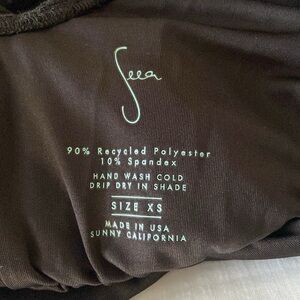 Seea
90% Recycled Polyester
10% Spandex
HAND WASH COLD
DRIP DRY IN SHADE
SIZE XS
MADE IN USA
SUNNY CALIFORNIA